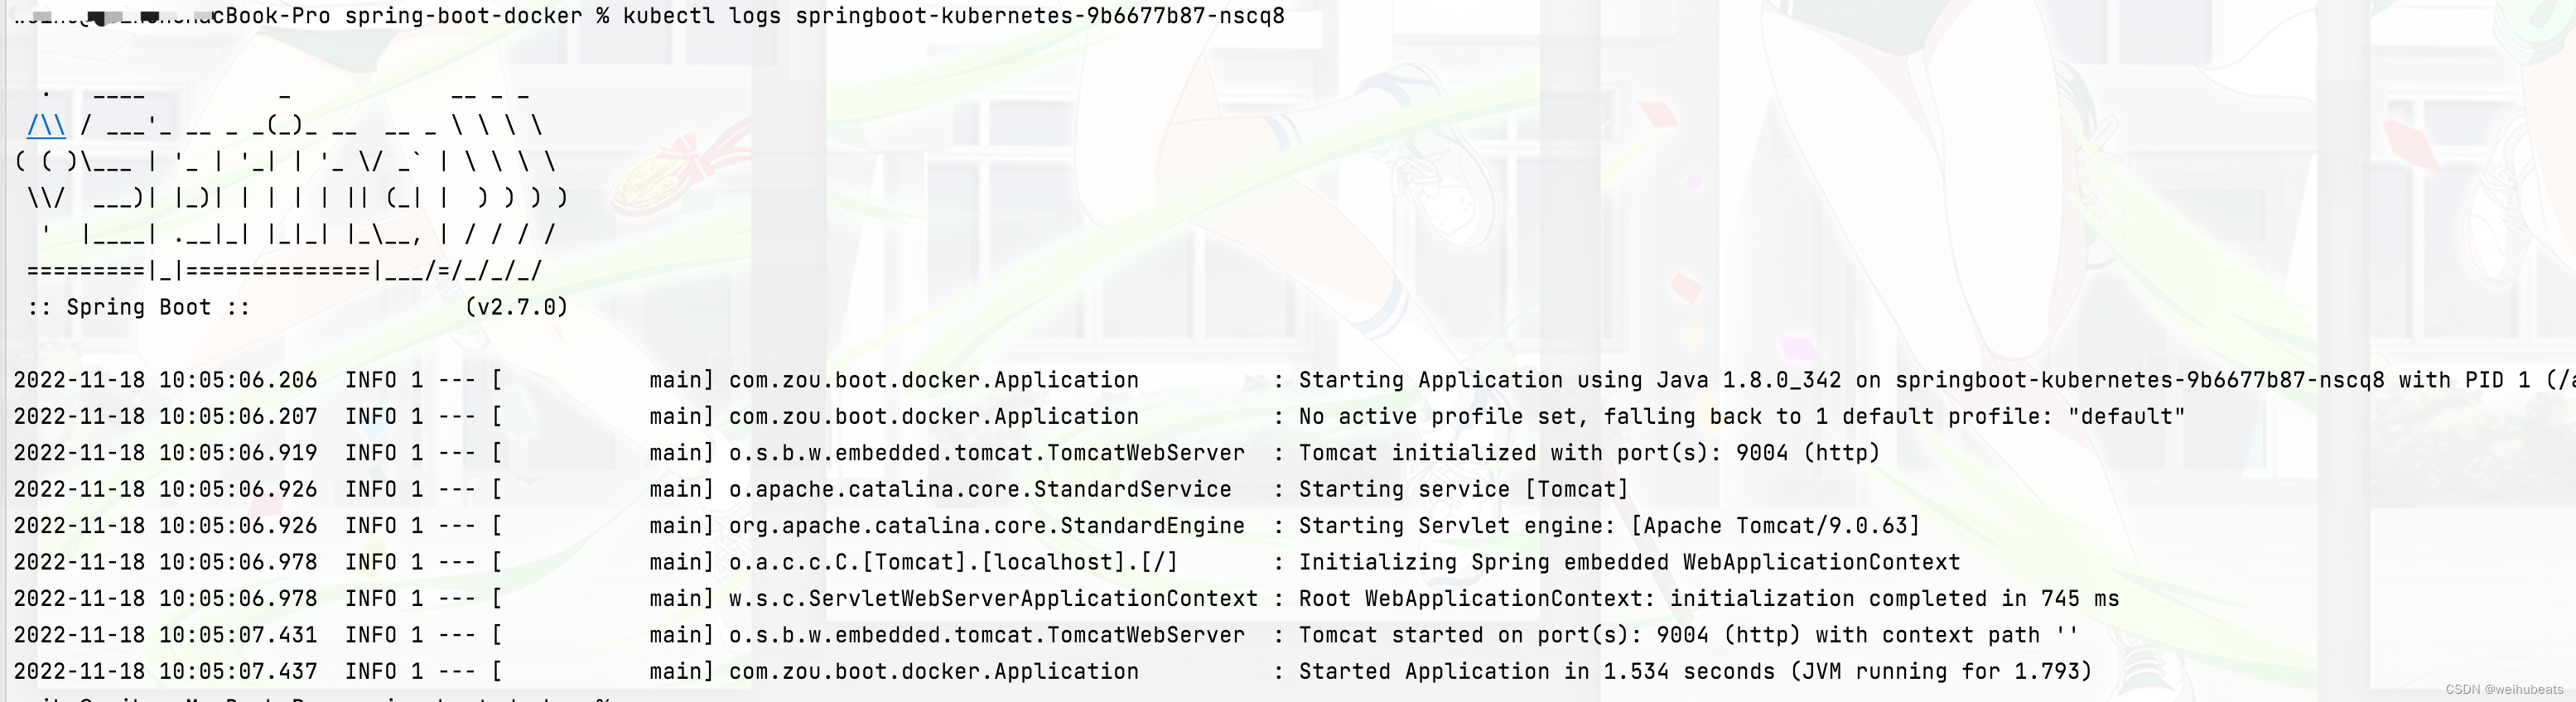 cBook-Pro spring-boot-docker % kubectl logs springboot-kubernetes-9b6677b87-nscq8
  .   ____          _            __ _ _
 /\\ / ___'_ __ _ _(_)_ __  __ _ \ \ \ \
( ( )\___ | '_ | '_| | '_ \/ _` | \ \ \ \
 \\/  ___)| |_)| | | | | || (_| |  ) ) ) )
  '  |____| .__|_| |_|_| |_\__, | / / / /
 =========|_|==============|___/=/_/_/_/
 :: Spring Boot ::                (v2.7.0)
2022-11-18 10:05:06.206  INFO 1 --- [           main] com.zou.boot.docker.Application          : Starting Application using Java 1.8.0_342 on springboot-kubernetes-9b6677b87-nscq8 with PID 1 (/a
2022-11-18 10:05:06.207  INFO 1 --- [           main] com.zou.boot.docker.Application          : No active profile set, falling back to 1 default profile: "default"
2022-11-18 10:05:06.919  INFO 1 --- [           main] o.s.b.w.embedded.tomcat.TomcatWebServer  : Tomcat initialized with port(s): 9004 (http)
2022-11-18 10:05:06.926  INFO 1 --- [           main] o.apache.catalina.core.StandardService   : Starting service [Tomcat]
2022-11-18 10:05:06.926  INFO 1 --- [           main] org.apache.catalina.core.StandardEngine  : Starting Servlet engine: [Apache Tomcat/9.0.63]
2022-11-18 10:05:06.978  INFO 1 --- [           main] o.a.c.c.C.[Tomcat].[localhost].[/]       : Initializing Spring embedded WebApplicationContext
2022-11-18 10:05:06.978  INFO 1 --- [           main] w.s.c.ServletWebServerApplicationContext : Root WebApplicationContext: initialization completed in 745 ms
2022-11-18 10:05:07.431  INFO 1 --- [           main] o.s.b.w.embedded.tomcat.TomcatWebServer  : Tomcat started on port(s): 9004 (http) with context path ''
2022-11-18 10:05:07.437  INFO 1 --- [           main] com.zou.boot.docker.Application          : Started Application in 1.534 seconds (JVM running for 1.793)
CSDN @weihubeats